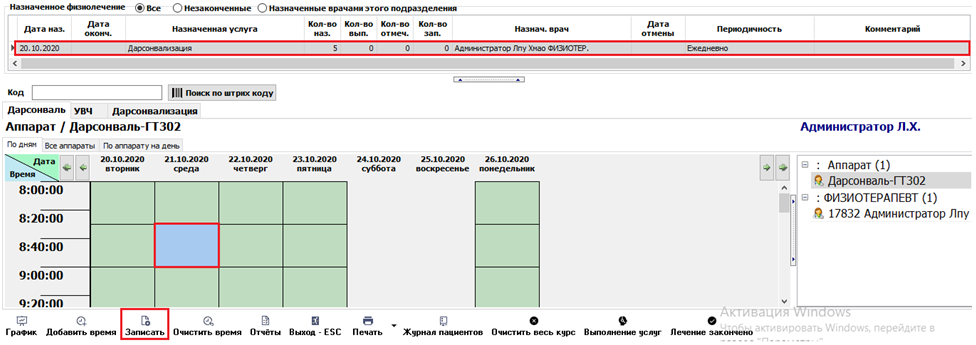 Назначенное физиолечение Все Незаконченные Назначенные врачами этого подразделения
Дата наз. Дата оконч. Назначенная услуга Кол-во наз. Кол-во вып. Кол-во отмеч. Кол-во зап. Назнач. врач Дата отмены Периодичность Комментарий
20.10.2020 Дарсонвализация 5 0 0 0 Администратор Лпу Хнао ФИЗИОТЕР. Ежедневно
Код Поиск по штрих коду
Дарсонваль УВЧ Дарсонвализация
Аппарат / Дарсонваль-ГТ302 Администратор Л.Х.
По дням Все аппараты По аппарату на день
Дата
Время
20.10.2020 вторник 21.10.2020 среда 22.10.2020 четверг 23.10.2020 пятница 24.10.2020 суббота 25.10.2020 воскресенье 26.10.2020 понедельник
: Аппарат (1)
Дарсонваль-ГТ302
: ФИЗИОТЕРАПЕВТ (1)
17832 Администратор Лпу
8:00:00
8:20:00
8:40:00
9:00:00
9:20:00
График Добавить время Записать Очистить время Отчёты Выход - ESC Печать Журнал пациентов Очистить весь курс Выполнение услуг Лечение закончено
Активация Windows
Чтобы активировать Windows, перейдите в
раздел "Параметры".